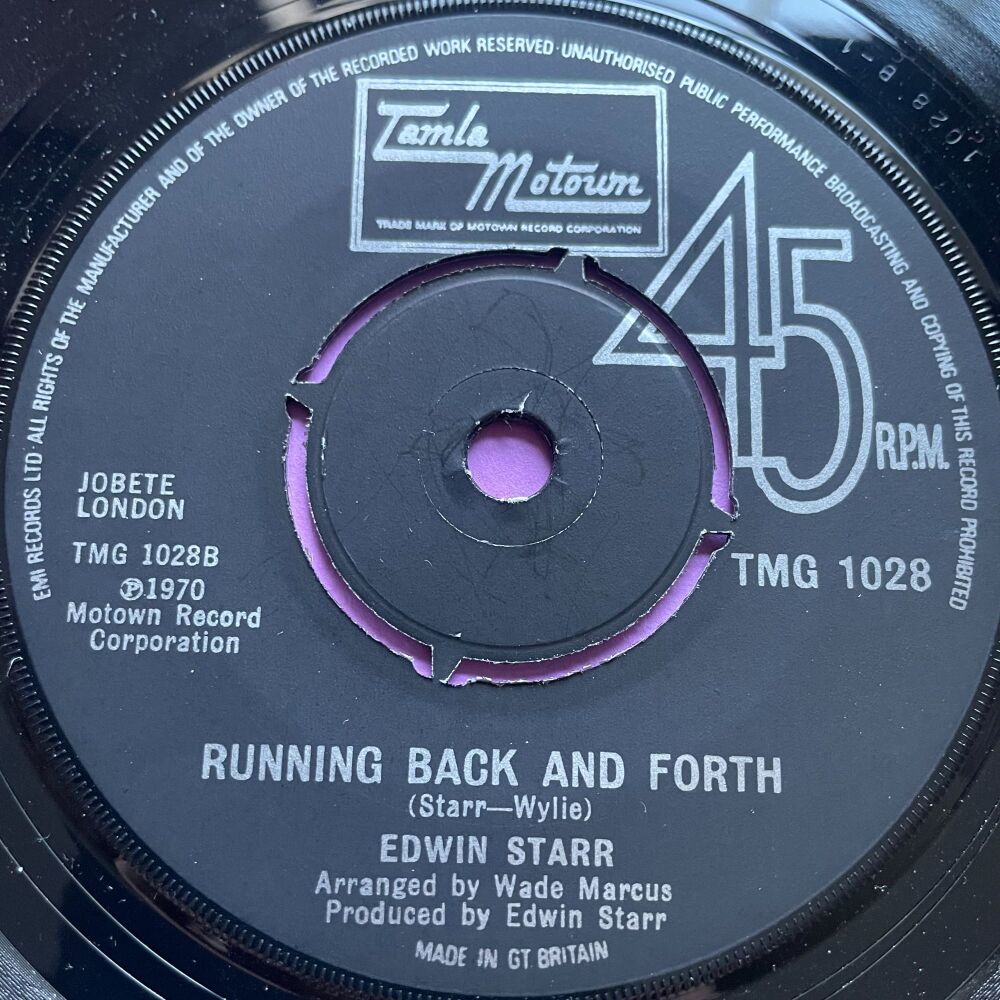 EMI RECORDS LTD ALL RIGHTS OF THE MANUFACTURER AND OF THE OWNER OF THE RECORDED WORK RESERVED·UNAUTHORISED PUBLIC PERFORMANCE BROADCASTING AND COPYING OF THIS RECORD PROHIBITED
Tamla
Motown
TRADE MARK OF MOTOWN RECORD CORPORATION
45
R.P.M.
JOBETE
LONDON
TMG 1028B
℗1970
Motown Record
Corporation
TMG 1028
RUNNING BACK AND FORTH
(Starr—Wylie)
EDWIN STARR
Arranged by Wade Marcus
Produced by Edwin Starr
MADE IN GT BRITAIN